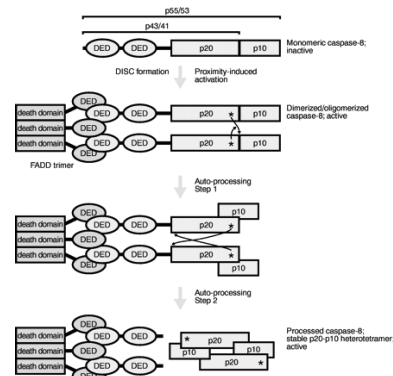 p55/53
p43/41
DED DED p20 p10
Monomeric caspase-8;
inactive
DISC formation
Proximity-induced
activation
DED
death domain
death domain
death domain
DED
DED
DED DED p20 * p10
DED DED p20 * p10
FADD trimer
Dimerized/oligomerized
caspase-8; active
Auto-processing
Step 1
DED
death domain
death domain
death domain
DED
DED
DED DED p20 *
p10
DED DED p20 *
p10
Auto-processing
Step 2
DED
death domain
death domain
death domain
DED
DED
DED DED
DED DED
* p20
p10 p10
p20 *
Processed caspase-8;
stable p20-p10 heterotetramer;
active